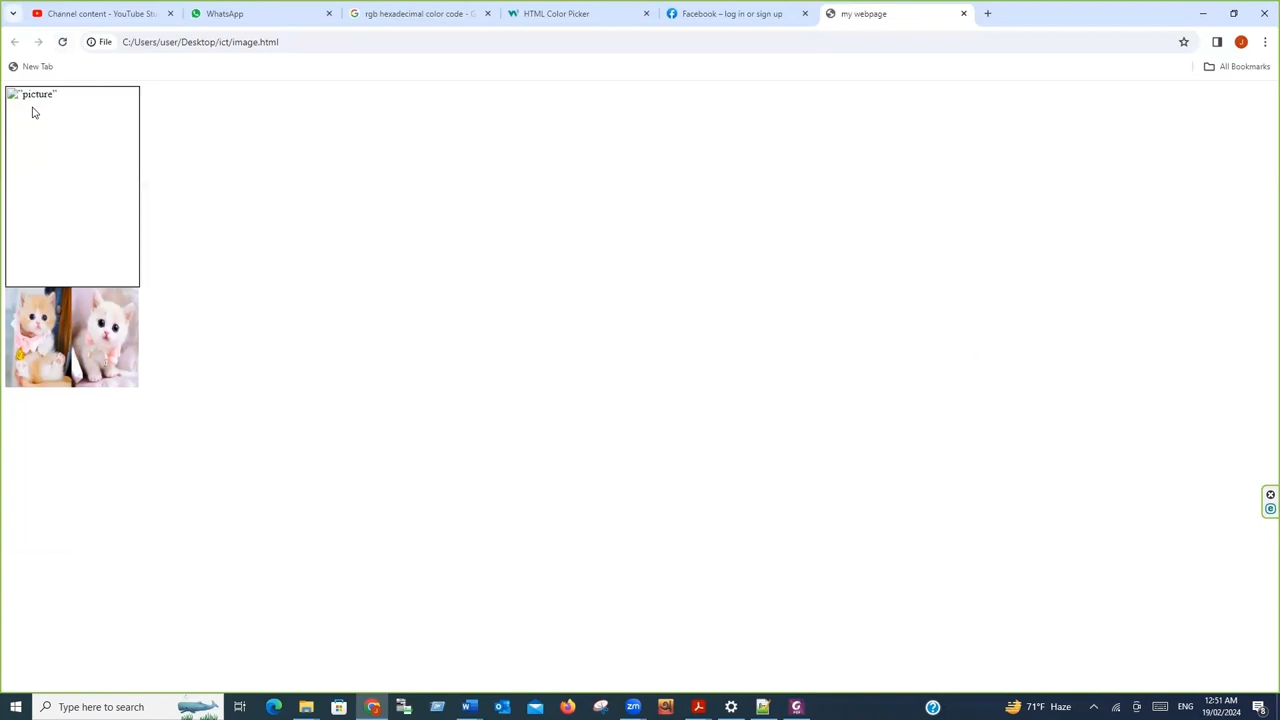 Channel content - YouTube Stu
WhatsApp
rgb hexadecimal color code - G
HTML Color Picker
Facebook – log in or sign up
my webpage
File
C:/Users/user/Desktop/ict/image.html
J
New Tab
All Bookmarks
"picture"
Type here to search
71°F Haze
ENG
12:51 AM
19/02/2024